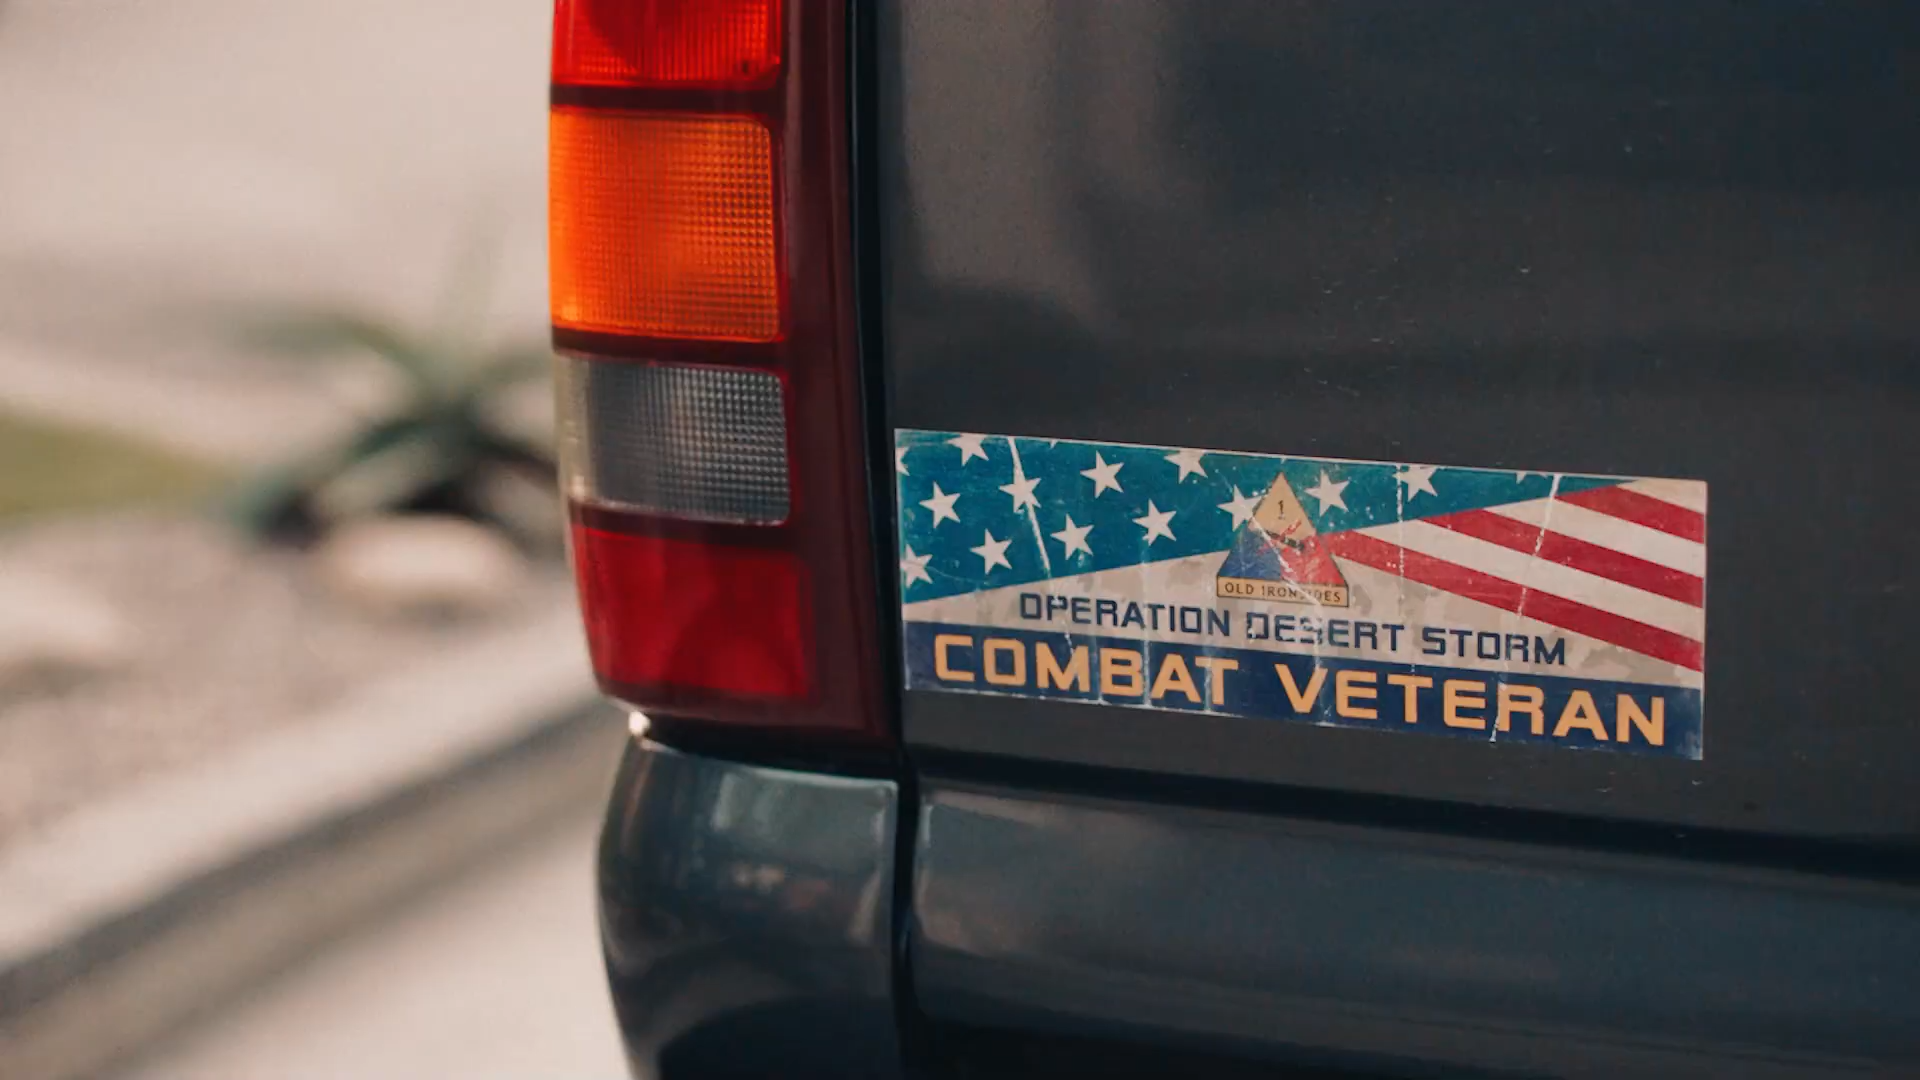 1
OLD IRONSIDES
OPERATION DESERT STORM
COMBAT VETERAN